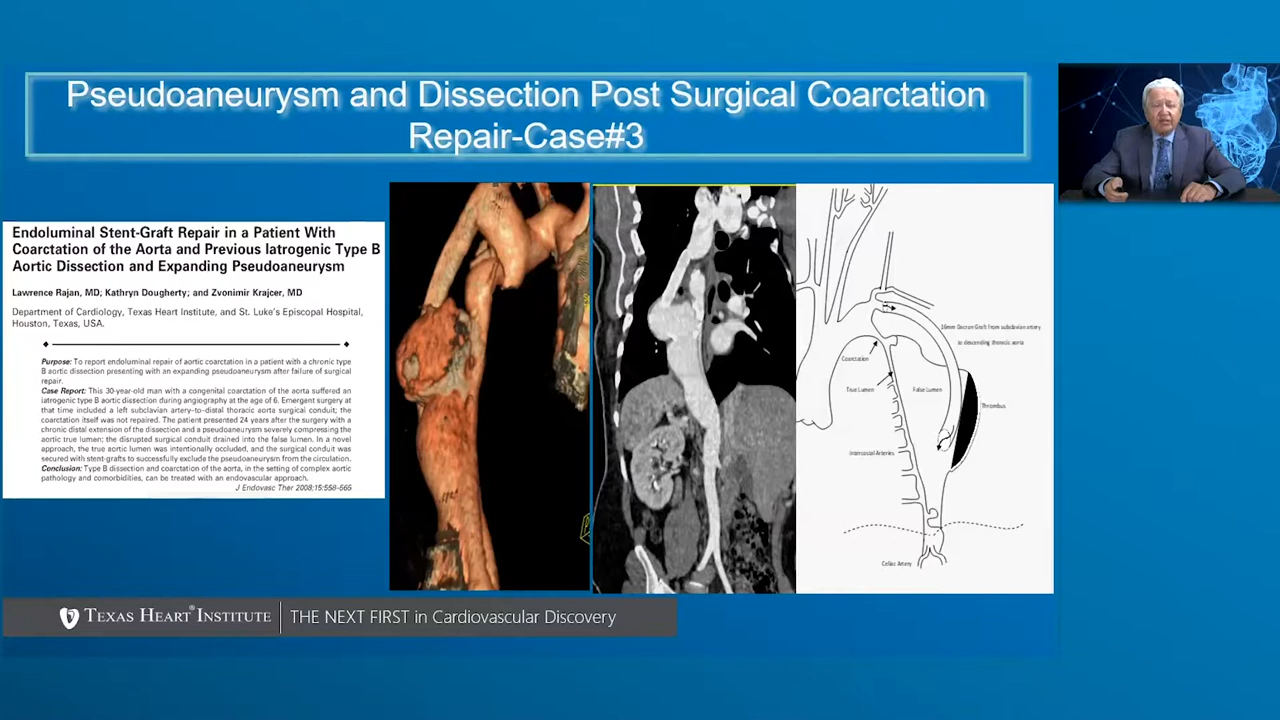 Pseudoaneurysm and Dissection Post Surgical Coarctation
Repair-Case#3
Endoluminal Stent-Graft Repair in a Patient With
Coarctation of the Aorta and Previous Iatrogenic Type B
Aortic Dissection and Expanding Pseudoaneurysm
Lawrence Rajan, MD; Kathryn Dougherty; and Zvonimir Krajcer, MD
Department of Cardiology, Texas Heart Institute, and St. Luke's Episcopal Hospital,
Houston, Texas, USA.
Purpose: To report endoluminal repair of aortic coarctation in a patient with a chronic type
B aortic dissection presenting with an expanding pseudoaneurysm after failure of surgical
repair.
Case Report: This 30-year-old man with a congenital coarctation of the aorta suffered an
iatrogenic type B aortic dissection during angiography at the age of 6. Emergent surgery at
that time included a left subclavian artery–to–distal thoracic aorta surgical conduit; the
coarctation itself was not repaired. The patient presented 24 years after the surgery with a
chronic distal extension of the dissection and a pseudoaneurysm severely compressing the
aortic true lumen; the disrupted surgical conduit drained into the false lumen. In a novel
approach, the true aortic lumen was intentionally occluded, and the surgical conduit was
secured with stent-grafts to successfully exclude the pseudoaneurysm from the circulation.
Conclusion: Type B dissection and coarctation of the aorta, in the setting of complex aortic
pathology and comorbidities, can be treated with an endovascular approach.
J Endovasc Ther 2008;15:558–565
16mm Dacron Graft from subclavian artery
to descending thoracic aorta
Coarctation
True Lumen
False Lumen
Thrombus
Intercostal Arteries
Celiac Artery
TEXAS HEART® INSTITUTE
THE NEXT FIRST in Cardiovascular Discovery